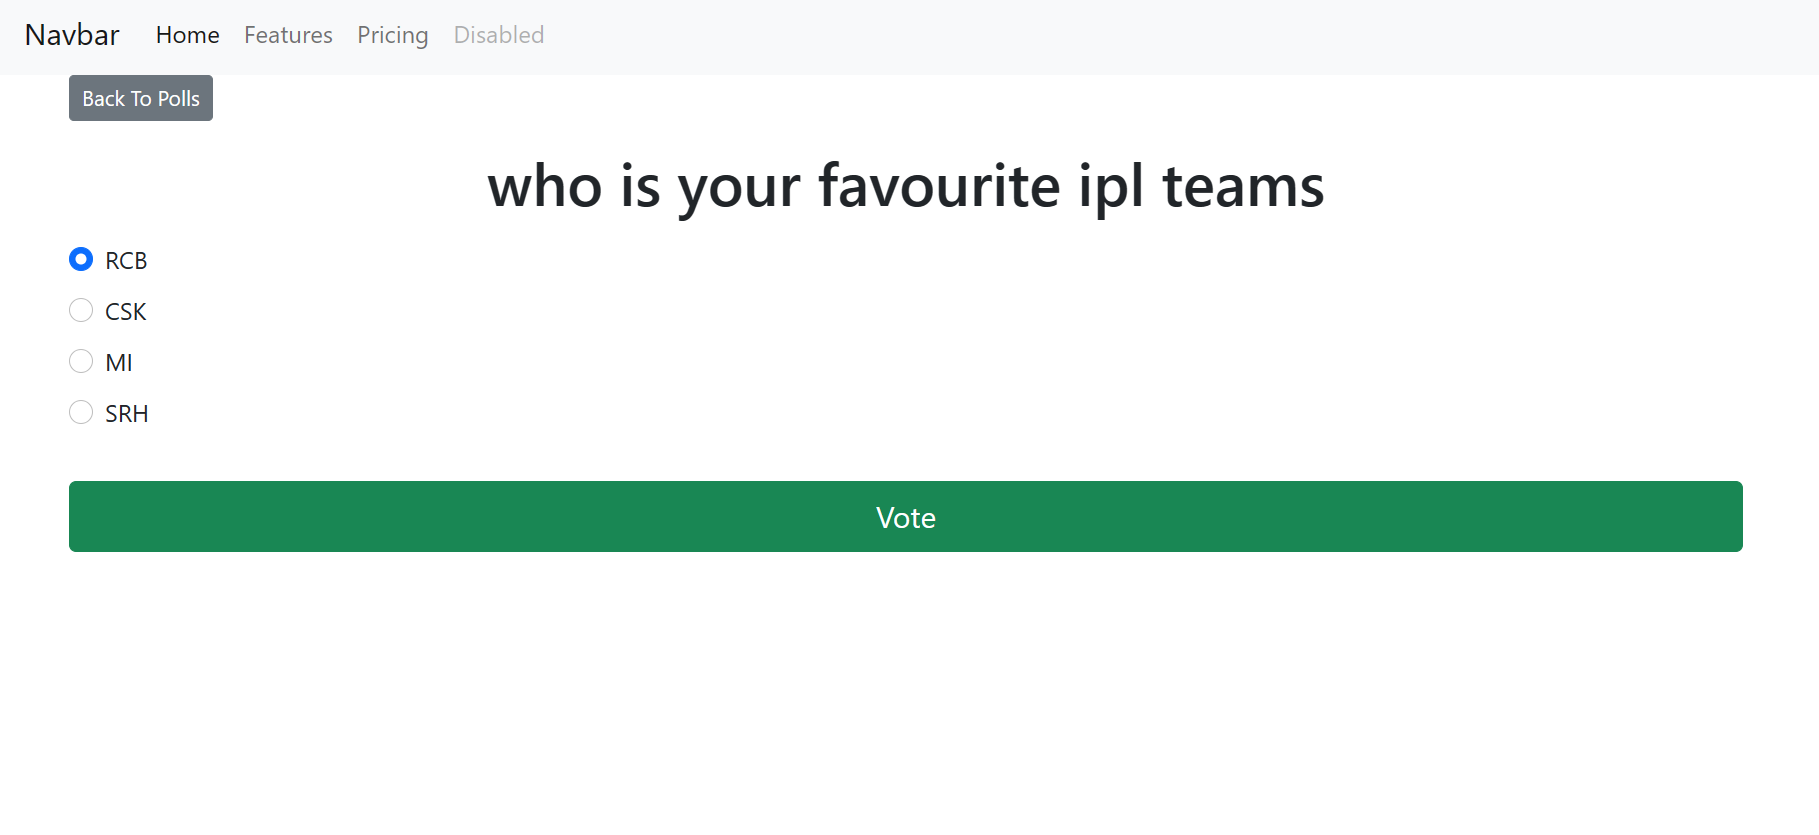 Navbar Home Features Pricing Disabled
Back To Polls
who is your favourite ipl teams
RCB
CSK
MI
SRH
Vote